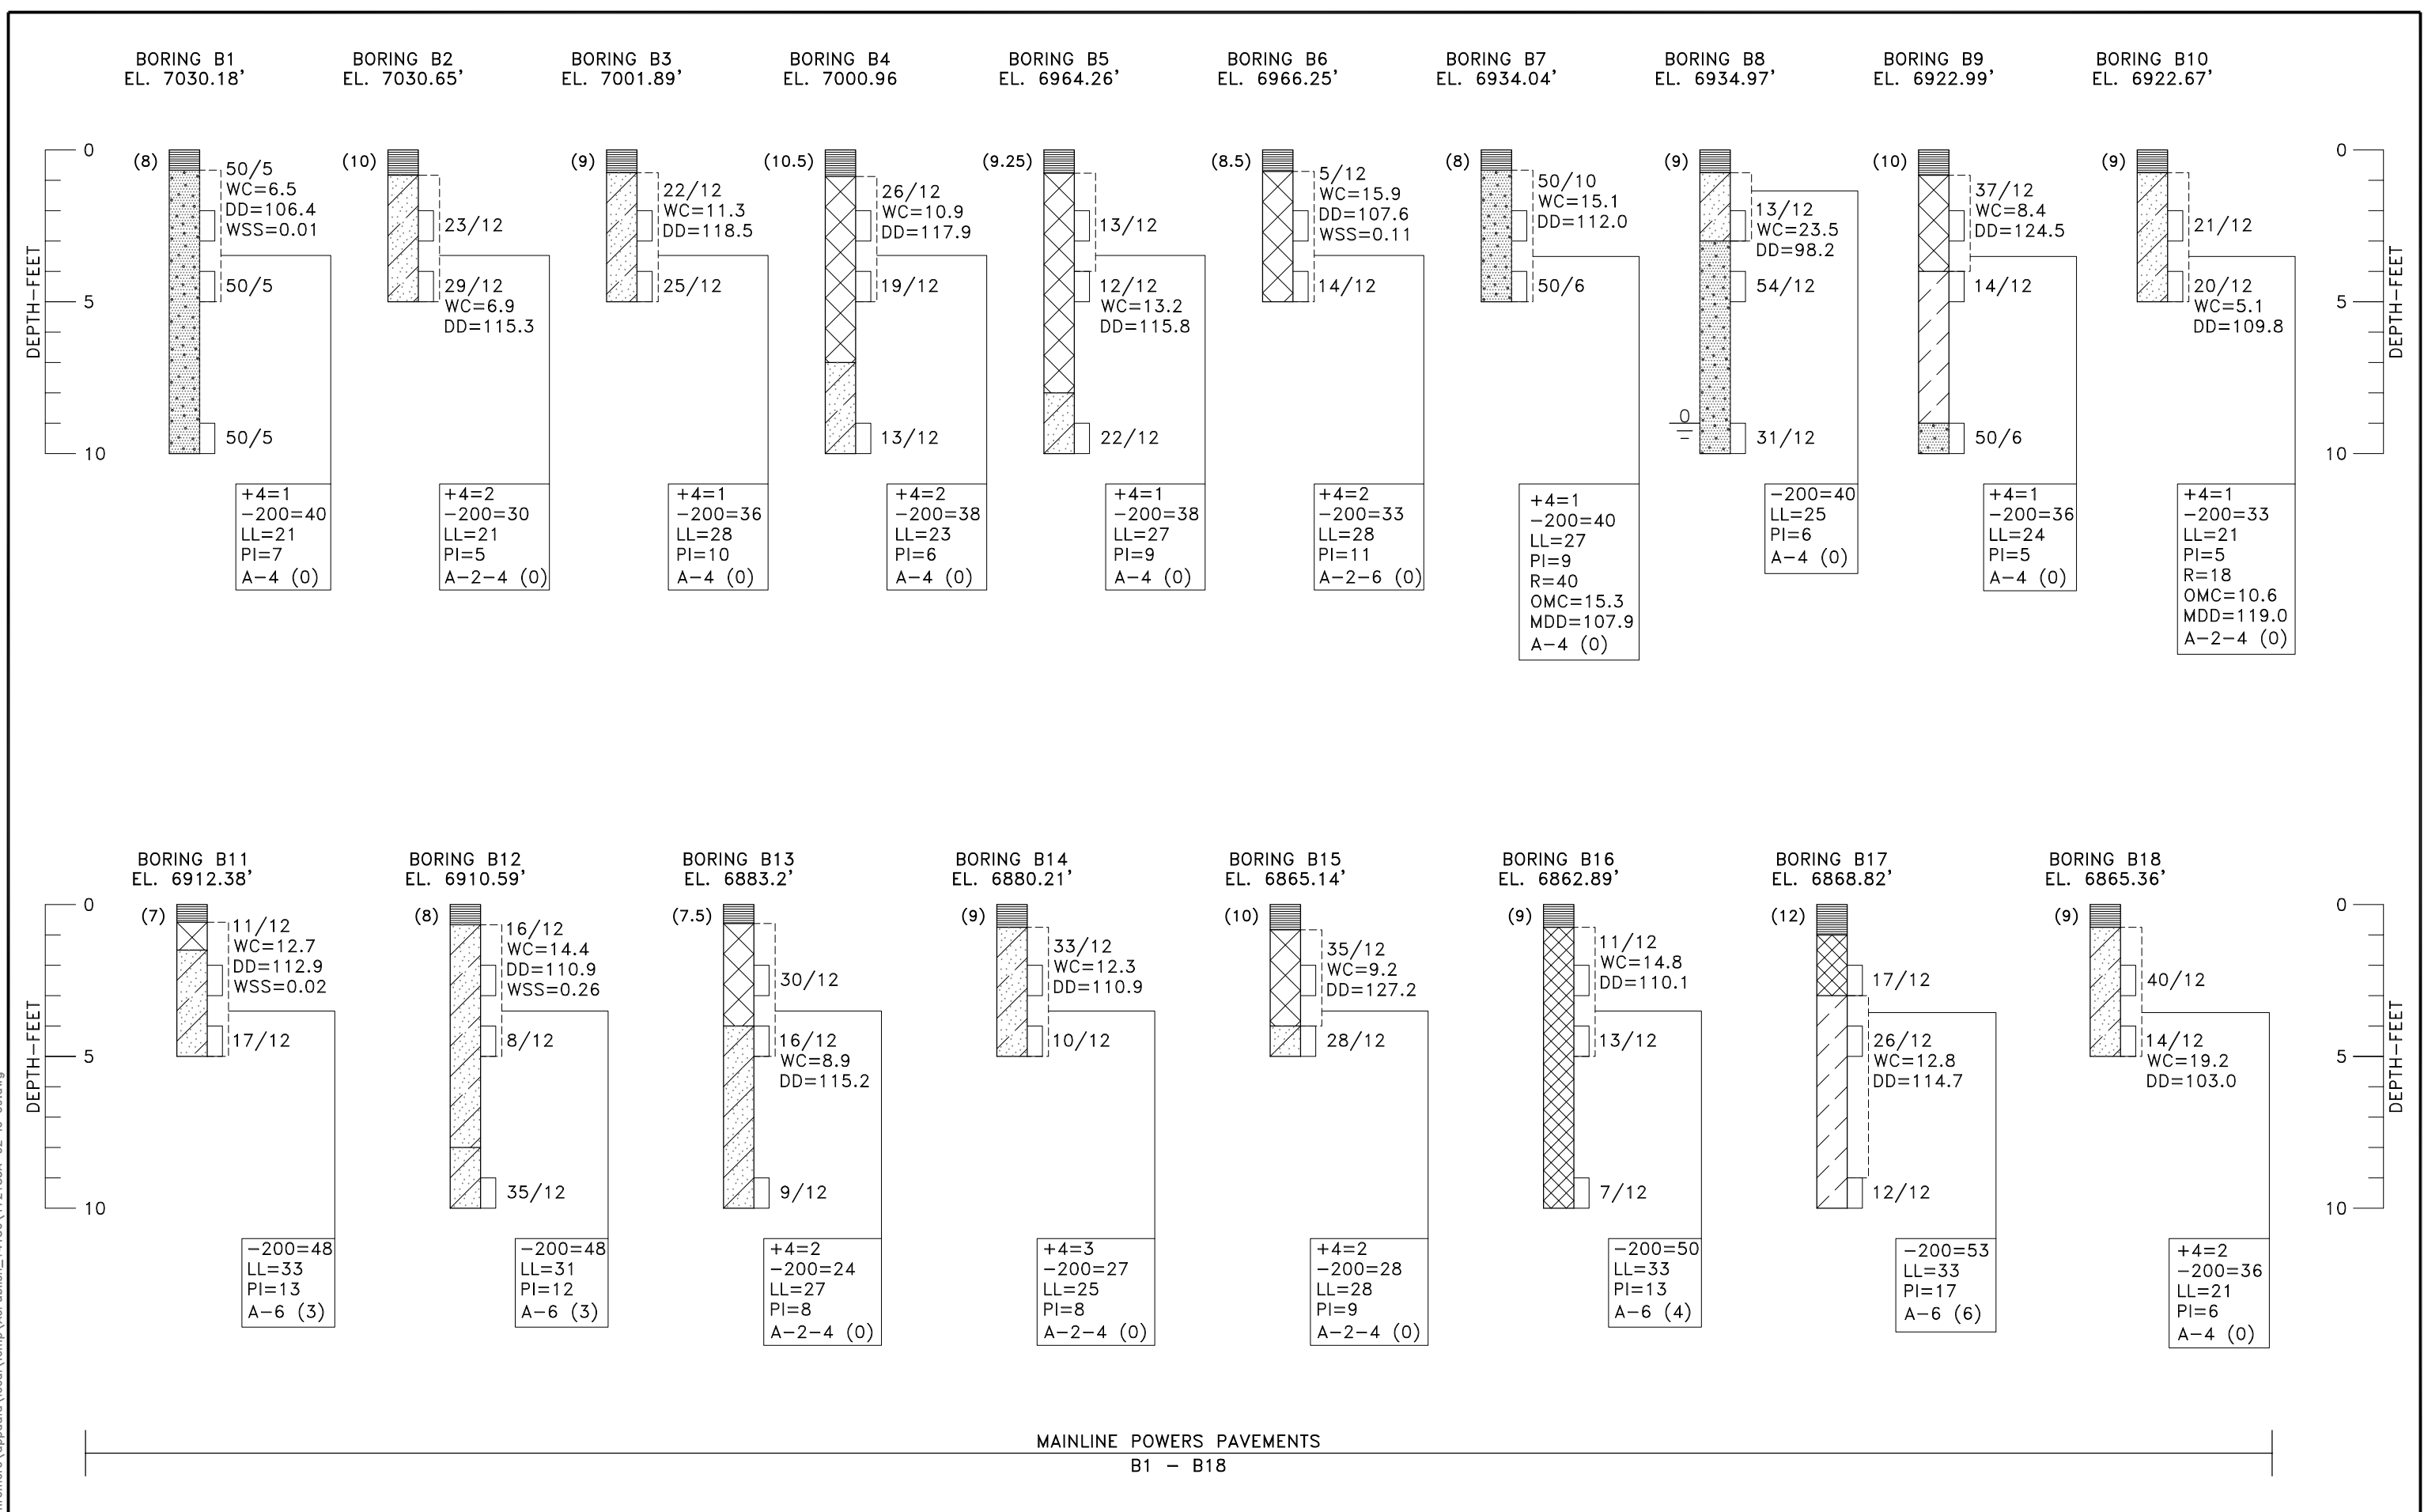 BORING B1
EL. 7030.18'
BORING B2
EL. 7030.65'
BORING B3
EL. 7001.89'
BORING B4
EL. 7000.96
BORING B5
EL. 6964.26'
BORING B6
EL. 6966.25'
BORING B7
EL. 6934.04'
BORING B8
EL. 6934.97'
BORING B9
EL. 6922.99'
BORING B10
EL. 6922.67'
DEPTH-FEET
0
5
10
(8)
50/5
WC=6.5
DD=106.4
WSS=0.01
50/5
50/5
+4=1
-200=40
LL=21
PI=7
A-4 (0)
(10)
23/12
29/12
WC=6.9
DD=115.3
+4=2
-200=30
LL=21
PI=5
A-2-4 (0)
(9)
22/12
WC=11.3
DD=118.5
25/12
+4=1
-200=36
LL=28
PI=10
A-4 (0)
(10.5)
26/12
WC=10.9
DD=117.9
19/12
13/12
+4=2
-200=38
LL=23
PI=6
A-4 (0)
(9.25)
13/12
12/12
WC=13.2
DD=115.8
22/12
+4=1
-200=38
LL=27
PI=9
A-4 (0)
(8.5)
5/12
WC=15.9
DD=107.6
WSS=0.11
14/12
+4=2
-200=33
LL=28
PI=11
A-2-6 (0)
(8)
50/10
WC=15.1
DD=112.0
50/6
+4=1
-200=40
LL=27
PI=9
R=40
OMC=15.3
MDD=107.9
A-4 (0)
(9)
13/12
WC=23.5
DD=98.2
54/12
0
31/12
-200=40
LL=25
PI=6
A-4 (0)
(10)
37/12
WC=8.4
DD=124.5
14/12
50/6
+4=1
-200=36
LL=24
PI=5
A-4 (0)
(9)
21/12
20/12
WC=5.1
DD=109.8
+4=1
-200=33
LL=21
PI=5
R=18
OMC=10.6
MDD=119.0
A-2-4 (0)
0
5
10
DEPTH-FEET
BORING B11
EL. 6912.38'
BORING B12
EL. 6910.59'
BORING B13
EL. 6883.2'
BORING B14
EL. 6880.21'
BORING B15
EL. 6865.14'
BORING B16
EL. 6862.89'
BORING B17
EL. 6868.82'
BORING B18
EL. 6865.36'
DEPTH-FEET
0
5
10
(7)
11/12
WC=12.7
DD=112.9
WSS=0.02
17/12
-200=48
LL=33
PI=13
A-6 (3)
(8)
16/12
WC=14.4
DD=110.9
WSS=0.26
8/12
35/12
-200=48
LL=31
PI=12
A-6 (3)
(7.5)
30/12
16/12
WC=8.9
DD=115.2
9/12
+4=2
-200=24
LL=27
PI=8
A-2-4 (0)
(9)
33/12
WC=12.3
DD=110.9
10/12
+4=3
-200=27
LL=25
PI=8
A-2-4 (0)
(10)
35/12
WC=9.2
DD=127.2
28/12
+4=2
-200=28
LL=28
PI=9
A-2-4 (0)
(9)
11/12
WC=14.8
DD=110.1
13/12
7/12
-200=50
LL=33
PI=13
A-6 (4)
(12)
17/12
26/12
WC=12.8
DD=114.7
12/12
-200=53
LL=33
PI=17
A-6 (6)
(9)
40/12
14/12
WC=19.2
DD=103.0
+4=2
-200=36
LL=21
PI=6
A-4 (0)
0
5
10
DEPTH-FEET
MAINLINE POWERS PAVEMENTS
B1 - B18